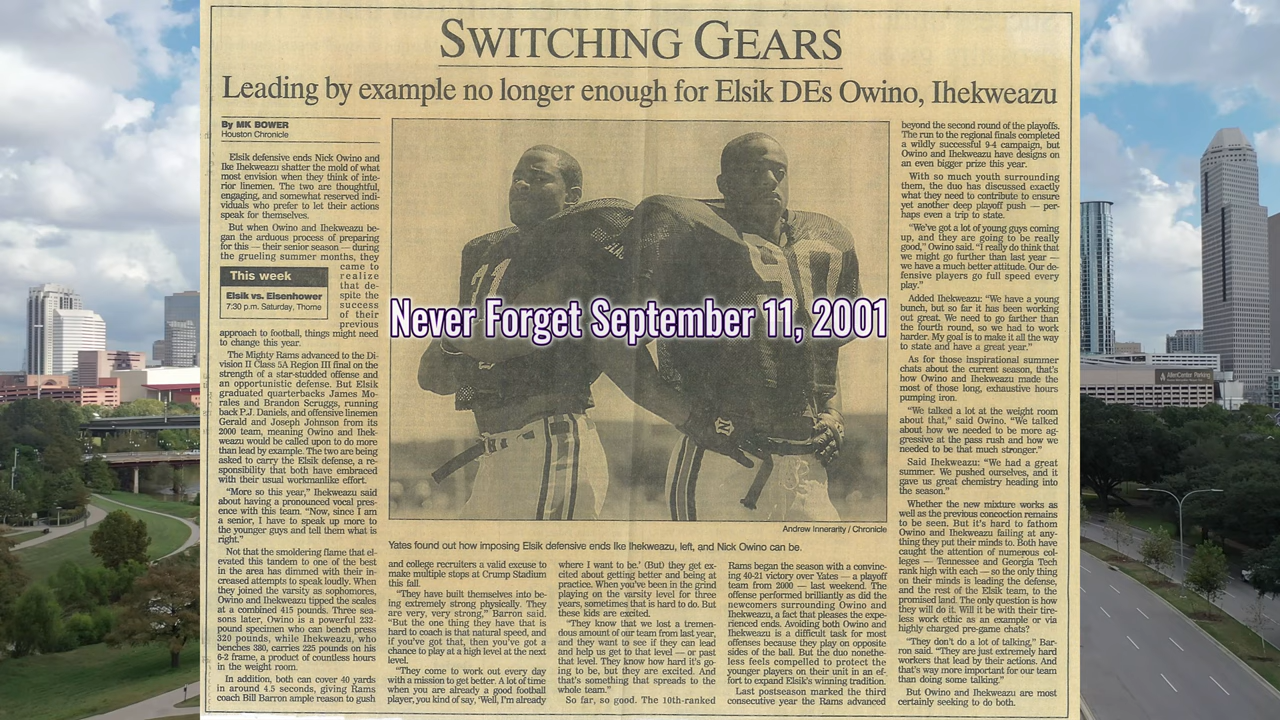 SWITCHING GEARS
Leading by example no longer enough for Elsik DEs Owino, Ihekweazu
By MK BOWER
Houston Chronicle
Elsik defensive ends Nick Owino and
Ike Ihekweazu shatter the mold of what
most envision when they think of inte-
rior linemen. The two are thoughtful,
engaging, and somewhat reserved indi-
viduals who prefer to let their actions
speak for themselves.
But when Owino and Ihekweazu be-
gan the arduous process of preparing
for this — their senior season — during
the grueling summer months, they
came to
realize
that de-
spite the
success
of their
previous
This week
Elsik vs. Eisenhower
7:30 p.m. Saturday, Thorne
approach to football, things might need
to change this year.
The Mighty Rams advanced to the Di-
vision II Class 5A Region III final on the
strength of a star-studded offense and
an opportunistic defense. But Elsik
graduated quarterbacks James Mo-
rales and Brandon Scruggs, running
back P.J. Daniels, and offensive linemen
Gerald and Joseph Johnson from its
2000 team, meaning Owino and Ihek-
weazu would be called upon to do more
than lead by example. The two are being
asked to carry the Elsik defense, a re-
sponsibility that both have embraced
with their usual workmanlike effort.
"More so this year," Ihekweazu said
about having a pronounced vocal pres-
ence with this team. "Now, since I am
a senior, I have to speak up more to
the younger guys and tell them what is
right."
Not that the smoldering flame that el-
evated this tandem to one of the best
in the area has dimmed with their in-
creased attempts to speak loudly. When
they joined the varsity as sophomores,
Owino and Ihekweazu tipped the scales
at a combined 415 pounds. Three sea-
sons later, Owino is a powerful 232-
pound specimen who can bench press
320 pounds, while Ihekweazu, who
benches 380, carries 225 pounds on his
6-2 frame, a product of countless hours
in the weight room.
In addition, both can cover 40 yards
in around 4.5 seconds, giving Rams
coach Bill Barron ample reason to gush
11
Never Forget September 11, 2001
Andrew Innerarity / Chronicle
Yates found out how imposing Elsik defensive ends Ike Ihekweazu, left, and Nick Owino can be.
and college recruiters a valid excuse to
make multiple stops at Crump Stadium
this fall.
"They have built themselves into be-
ing extremely strong physically. They
are very, very strong," Barron said.
"But the one thing they have that is
hard to coach is that natural speed, and
if you've got that, then you've got a
chance to play at a high level at the next
level.
"They come to work out every day
with a mission to get better. A lot of time
when you are already a good football
player, you kind of say, 'Well, I'm already
where I want to be.' (But) they get ex-
cited about getting better and being at
practice. When you've been in the grind
playing on the varsity level for three
years, sometimes that is hard to do. But
these kids are excited.
"They know that we lost a tremen-
dous amount of our team from last year,
and they want to see if they can lead
and help us get to that level — or past
that level. They know how hard it's go-
ing to be, but they are excited. And
that's something that spreads to the
whole team."
So far, so good. The 10th-ranked
Rams began the season with a convinc-
ing 40-21 victory over Yates — a playoff
team from 2000 — last weekend. The
offense performed brilliantly as did the
newcomers surrounding Owino and
Ihekweazu, a fact that pleases the expe-
rienced ends. Avoiding both Owino and
Ihekweazu is a difficult task for most
offenses because they play on opposite
sides of the ball. But the duo nonethe-
less feels compelled to protect the
younger players on their unit in an ef-
fort to expand Elsik's winning tradition.
Last postseason marked the third
consecutive year the Rams advanced
beyond the second round of the playoffs.
The run to the regional finals completed
a wildly successful 9-4 campaign, but
Owino and Ihekweazu have designs on
an even bigger prize this year.
With so much youth surrounding
them, the duo has discussed exactly
what they need to contribute to ensure
yet another deep playoff push — per-
haps even a trip to state.
"We've got a lot of young guys coming
up, and they are going to be really
good," Owino said. "I really do think that
we might go further than last year —
we have a much better attitude. Our de-
fensive players go full speed every
play."
Added Ihekweazu: "We have a young
bunch, but so far it has been working
out great. We need to go farther than
the fourth round, so we had to work
harder. My goal is to make it all the way
to state and have a great year."
As for those inspirational summer
chats about the current season, that's
how Owino and Ihekweazu made the
most of those long, exhaustive hours
pumping iron.
"We talked a lot at the weight room
about that," said Owino. "We talked
about how we needed to be more ag-
gressive at the pass rush and how we
needed to be that much stronger."
Said Ihekweazu: "We had a great
summer. We pushed ourselves, and it
gave us great chemistry heading into
the season."
Whether the new mixture works as
well as the previous concoction remains
to be seen. But it's hard to fathom
Owino and Ihekweazu failing at any-
thing they put their minds to. Both have
caught the attention of numerous col-
leges — Tennessee and Georgia Tech
rank high with each — so the only thing
on their minds is leading the defense,
and the rest of the Elsik team, to the
promised land. The only question is how
they will do it. Will it be with their tire-
less work ethic as an example or via
highly charged pre-game chats?
"They don't do a lot of talking," Bar-
ron said. "They are just extremely hard
workers that lead by their actions. And
that's way more important for our team
than doing some talking."
But Owino and Ihekweazu are most
certainly seeking to do both.